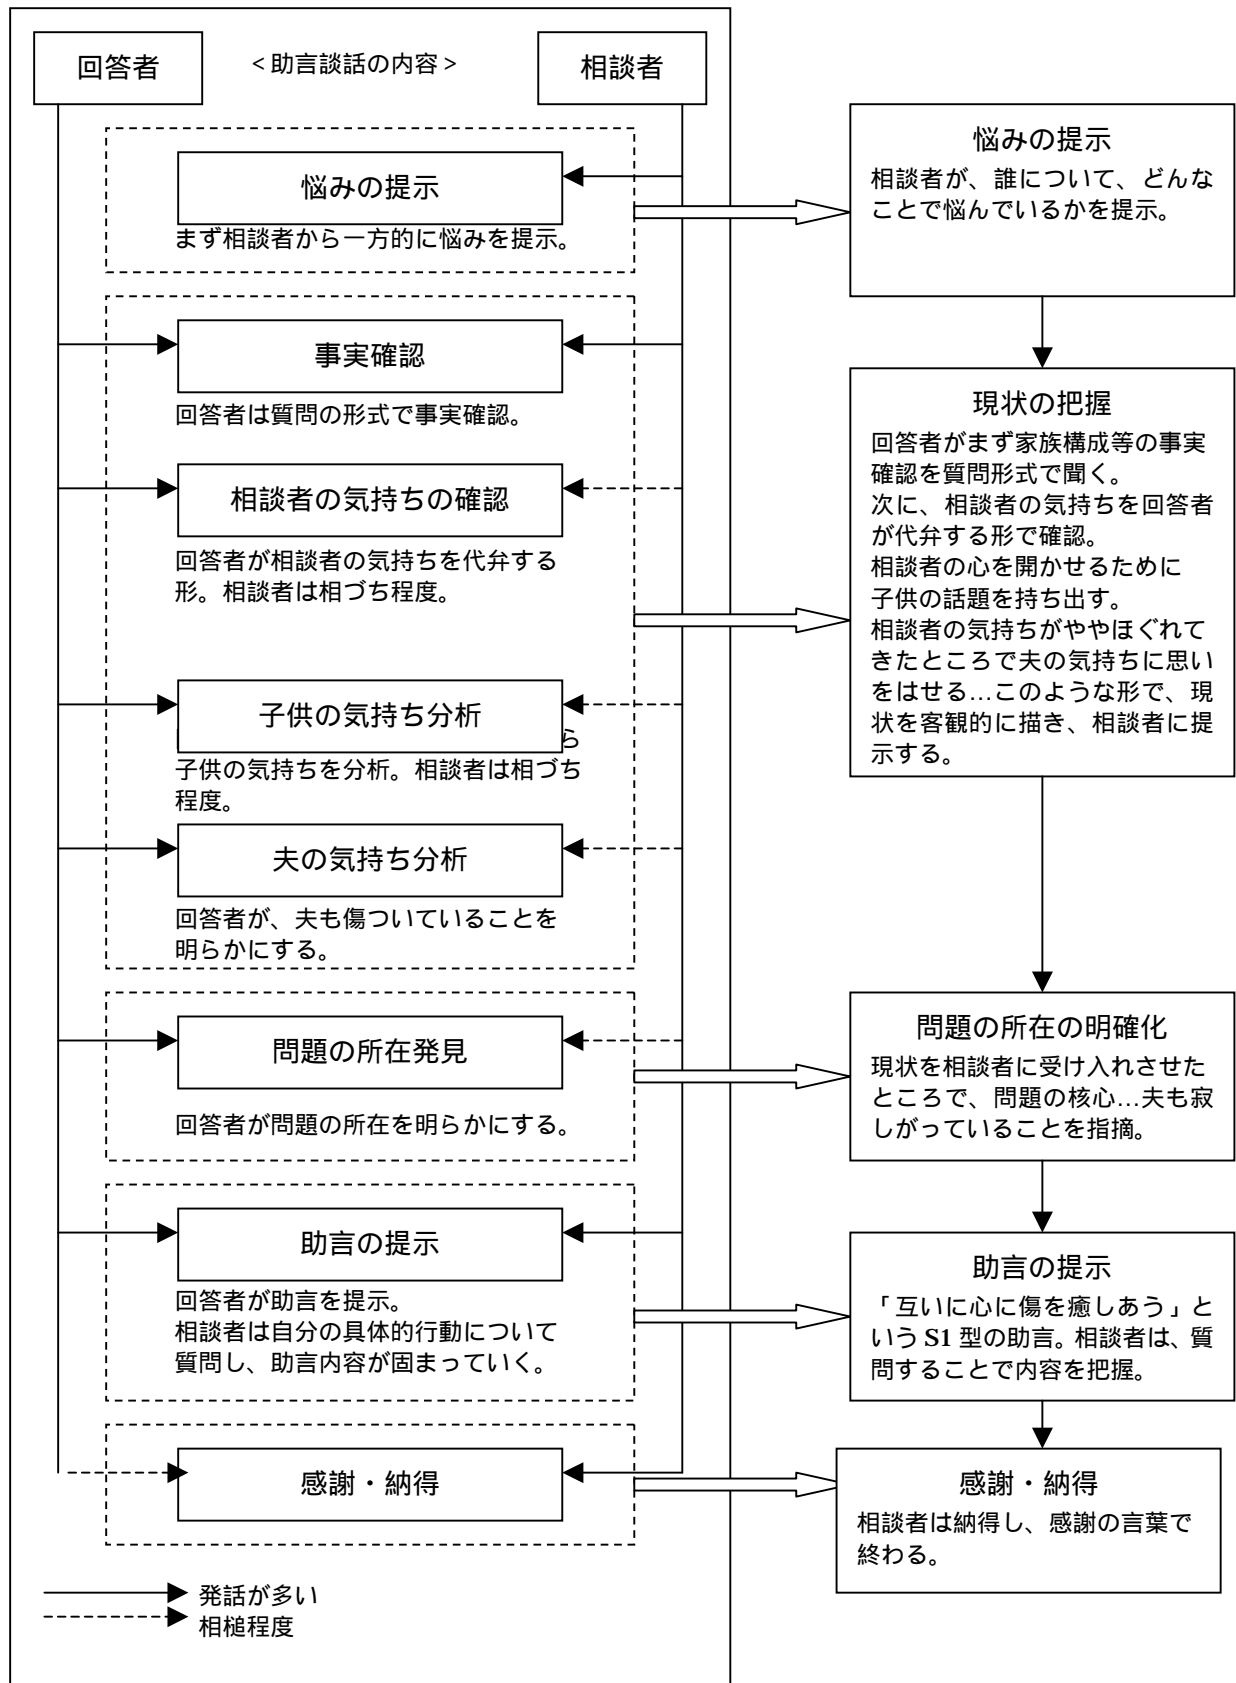 回答者
<助言談話の内容>
相談者
悩みの提示
まず相談者から一方的に悩みを提示。
事実確認
回答者は質問の形式で事実確認。
相談者の気持ちの確認
回答者が相談者の気持ちを代弁する
形。相談者は相づち程度。
子供の気持ち分析
ら
子供の気持ちを分析。相談者は相づち
程度。
夫の気持ち分析
回答者が、夫も傷ついていることを
明らかにする。
問題の所在発見
回答者が問題の所在を明らかにする。
助言の提示
回答者が助言を提示。
相談者は自分の具体的行動について
質問し、助言内容が固まっていく。
感謝・納得
発話が多い
相槌程度
悩みの提示
相談者が、誰について、どんな
ことで悩んでいるかを提示。
現状の把握
回答者がまず家族構成等の事実
確認を質問形式で聞く。
次に、相談者の気持ちを回答者
が代弁する形で確認。
相談者の心を開かせるために
子供の話題を持ち出す。
相談者の気持ちがややほぐれて
きたところで夫の気持ちに思い
をはせる…このような形で、現
状を客観的に描き、相談者に提
示する。
問題の所在の明確化
現状を相談者に受け入れさせた
ところで、問題の核心…夫も寂
しがっていることを指摘。
助言の提示
「互いに心に傷を癒しあう」と
いう S1 型の助言。相談者は、質
問することで内容を把握。
感謝・納得
相談者は納得し、感謝の言葉で
終わる。